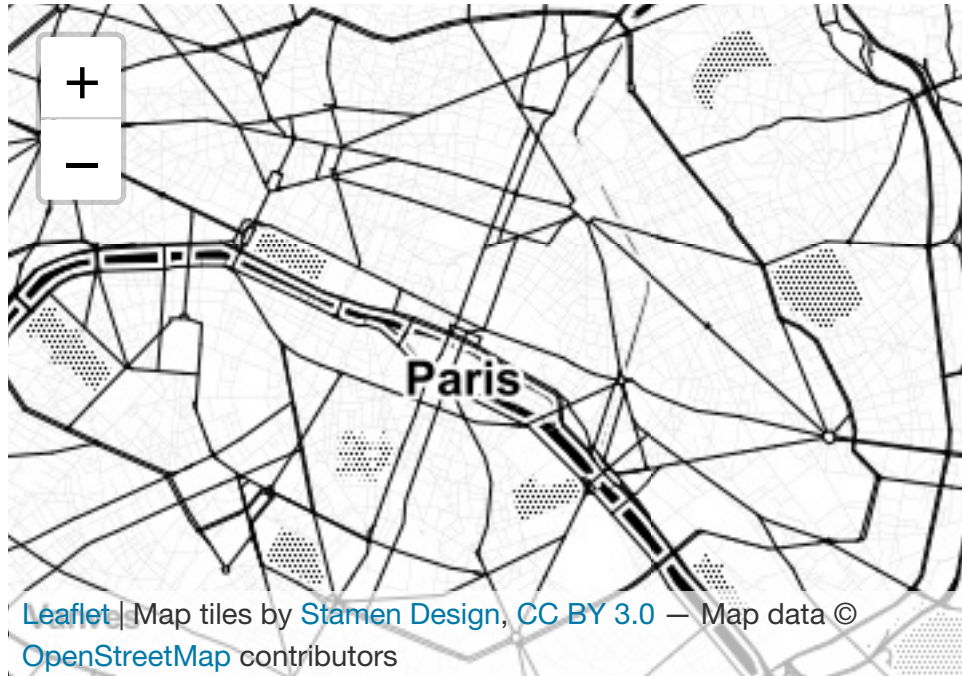 +
−
Paris
Leaflet | Map tiles by Stamen Design, CC BY 3.0 — Map data ©
OpenStreetMap contributors